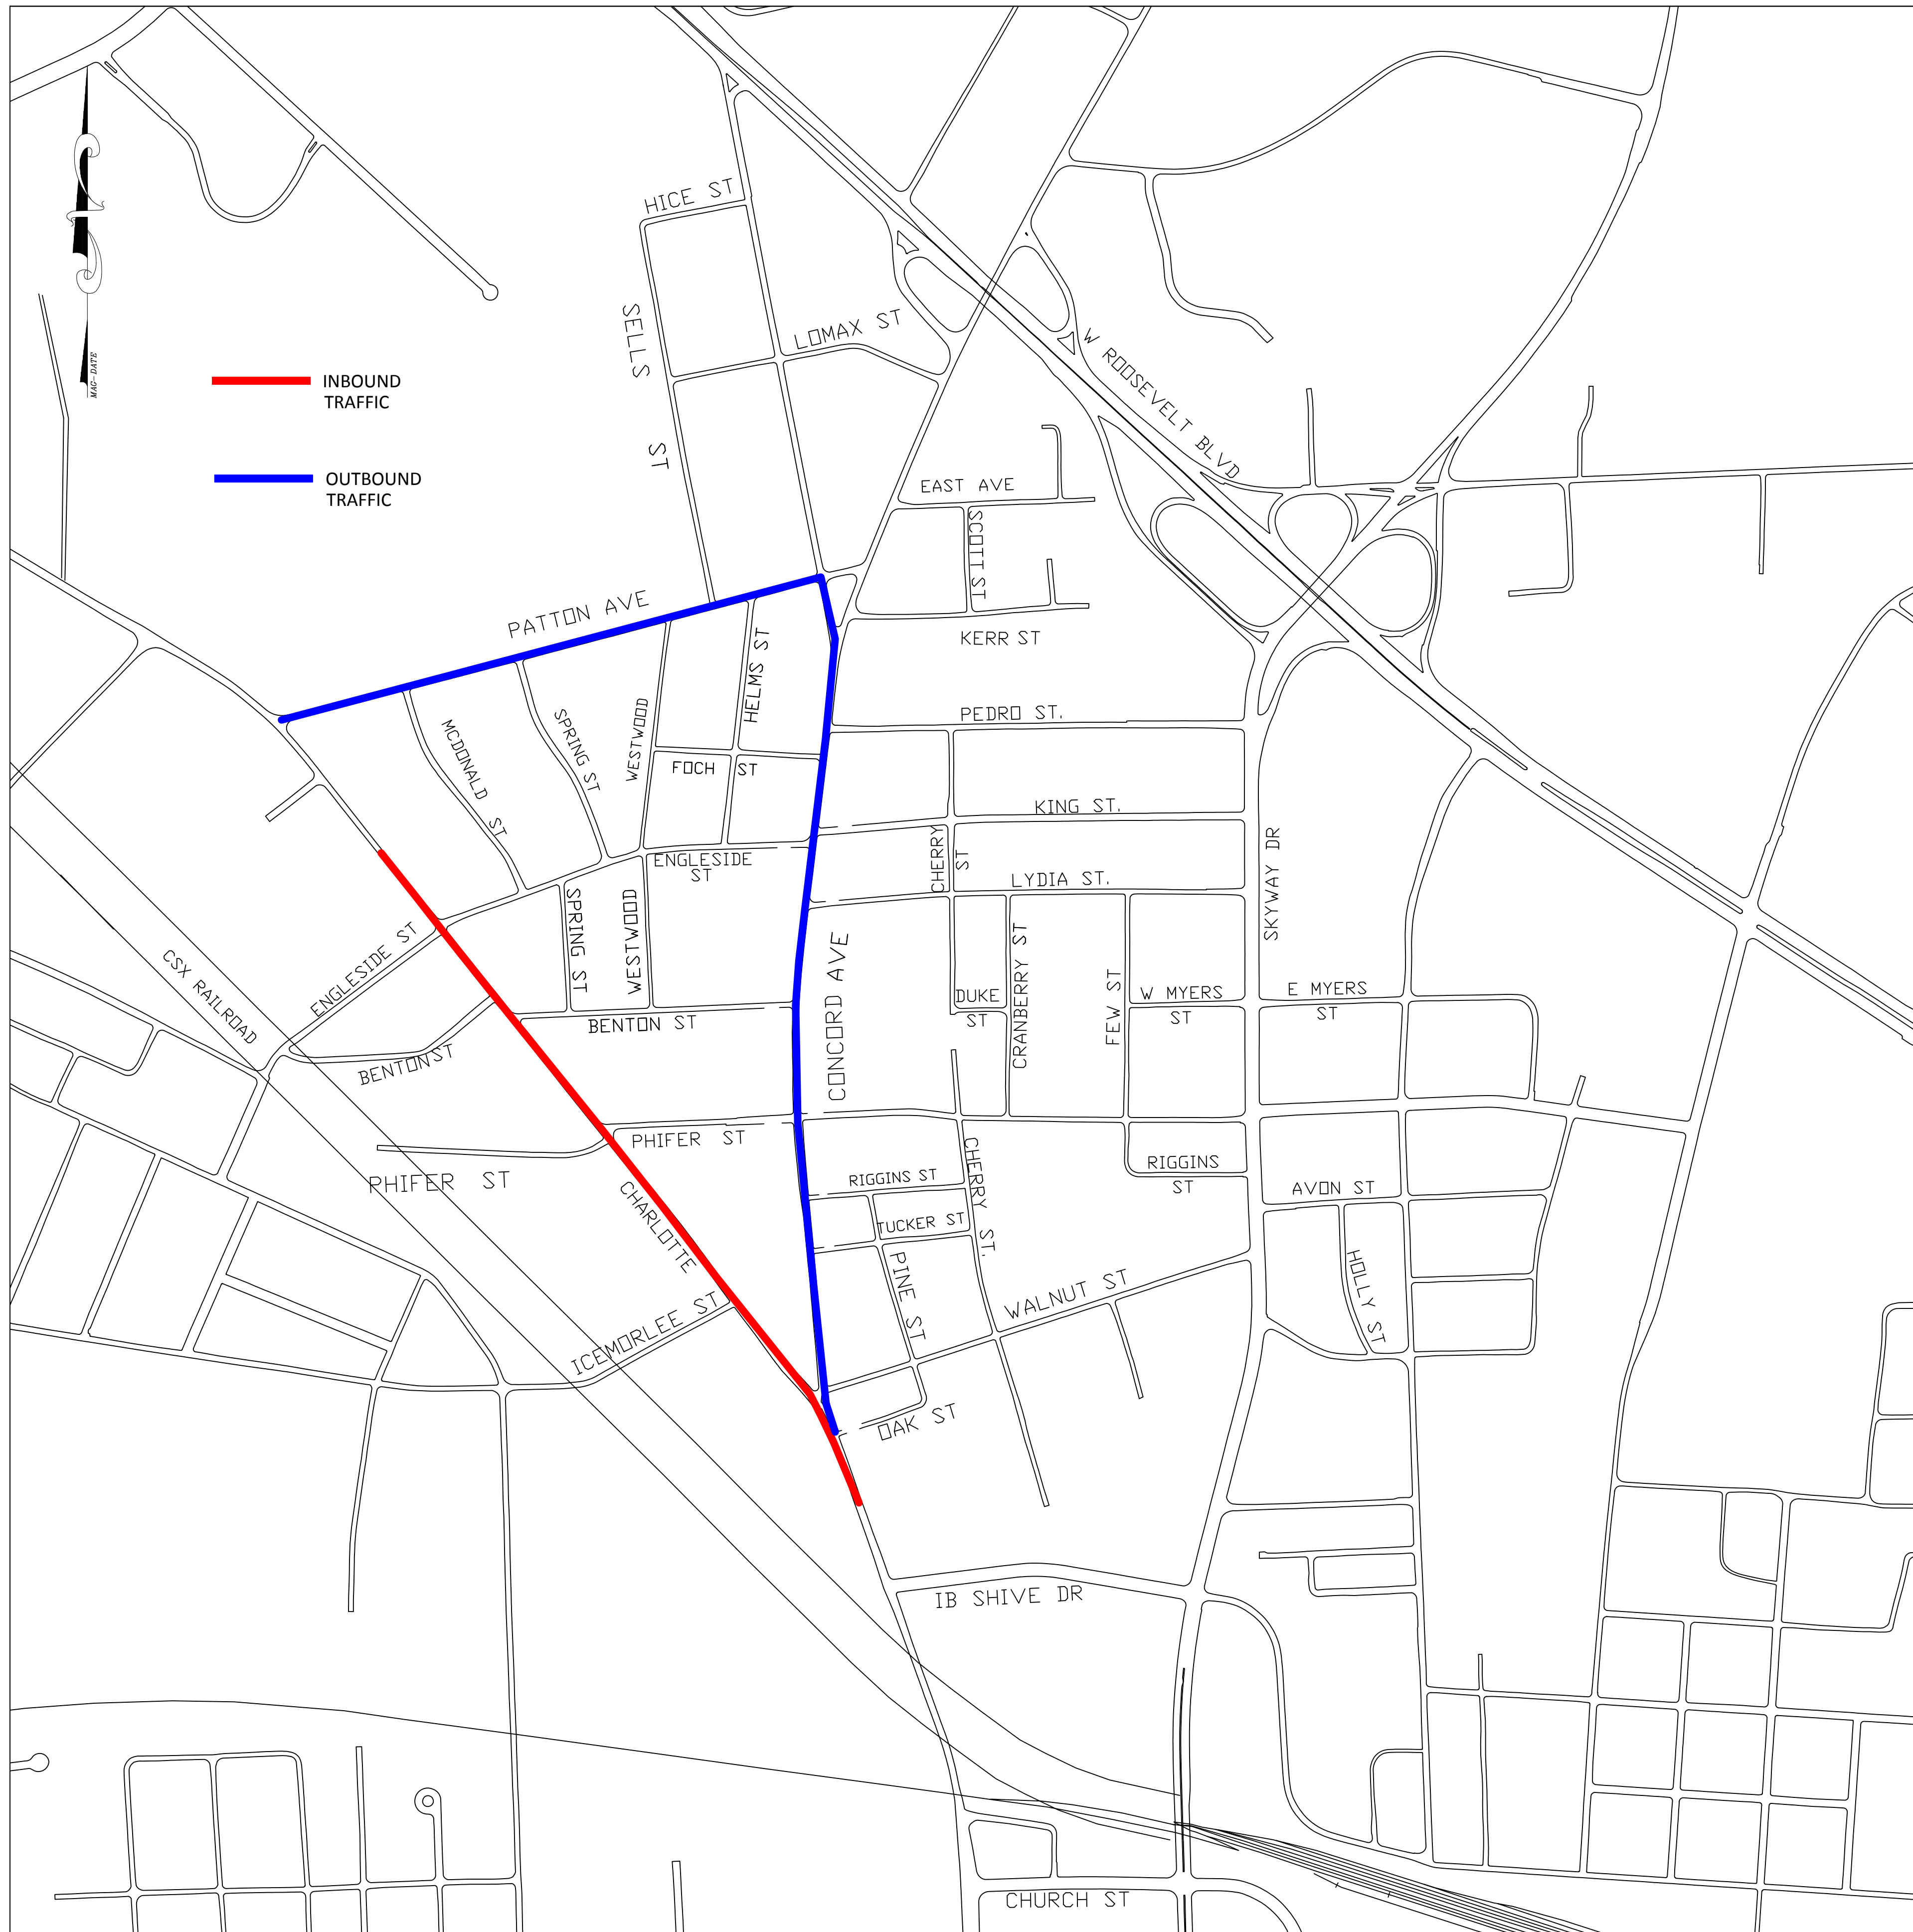 HICE ST
SELLS
ST
LOMAX ST
W ROOSEVELT BLVD
MAG-DATE
INBOUND
TRAFFIC
OUTBOUND
TRAFFIC
EAST AVE
SCOTT ST
PATTON AVE
KERR ST
HELMS ST
WESTWOOD
SPRING ST
MCDONALD ST
PEDRO ST.
FOCH ST
KING ST.
ENGLESIDE
ST
CHERRY
ST
SKYWAY DR
LYDIA ST.
SPRING ST
WESTWOOD
ENGLESIDE ST
CSX RAILROAD
CONCORD AVE
CRANBERRY ST
FEW ST
DUKE
ST
W MYERS
ST
E MYERS
ST
BENTON ST
BENTON ST
PHIFER ST
PHIFER ST
CHARLOTTE
RIGGINS ST
CHERRY ST.
RIGGINS
ST
AVON ST
TUCKER ST
PINE ST
WALNUT ST
HOLLY ST
ICEMORLEE ST
OAK ST
IB SHIVE DR
CHURCH ST